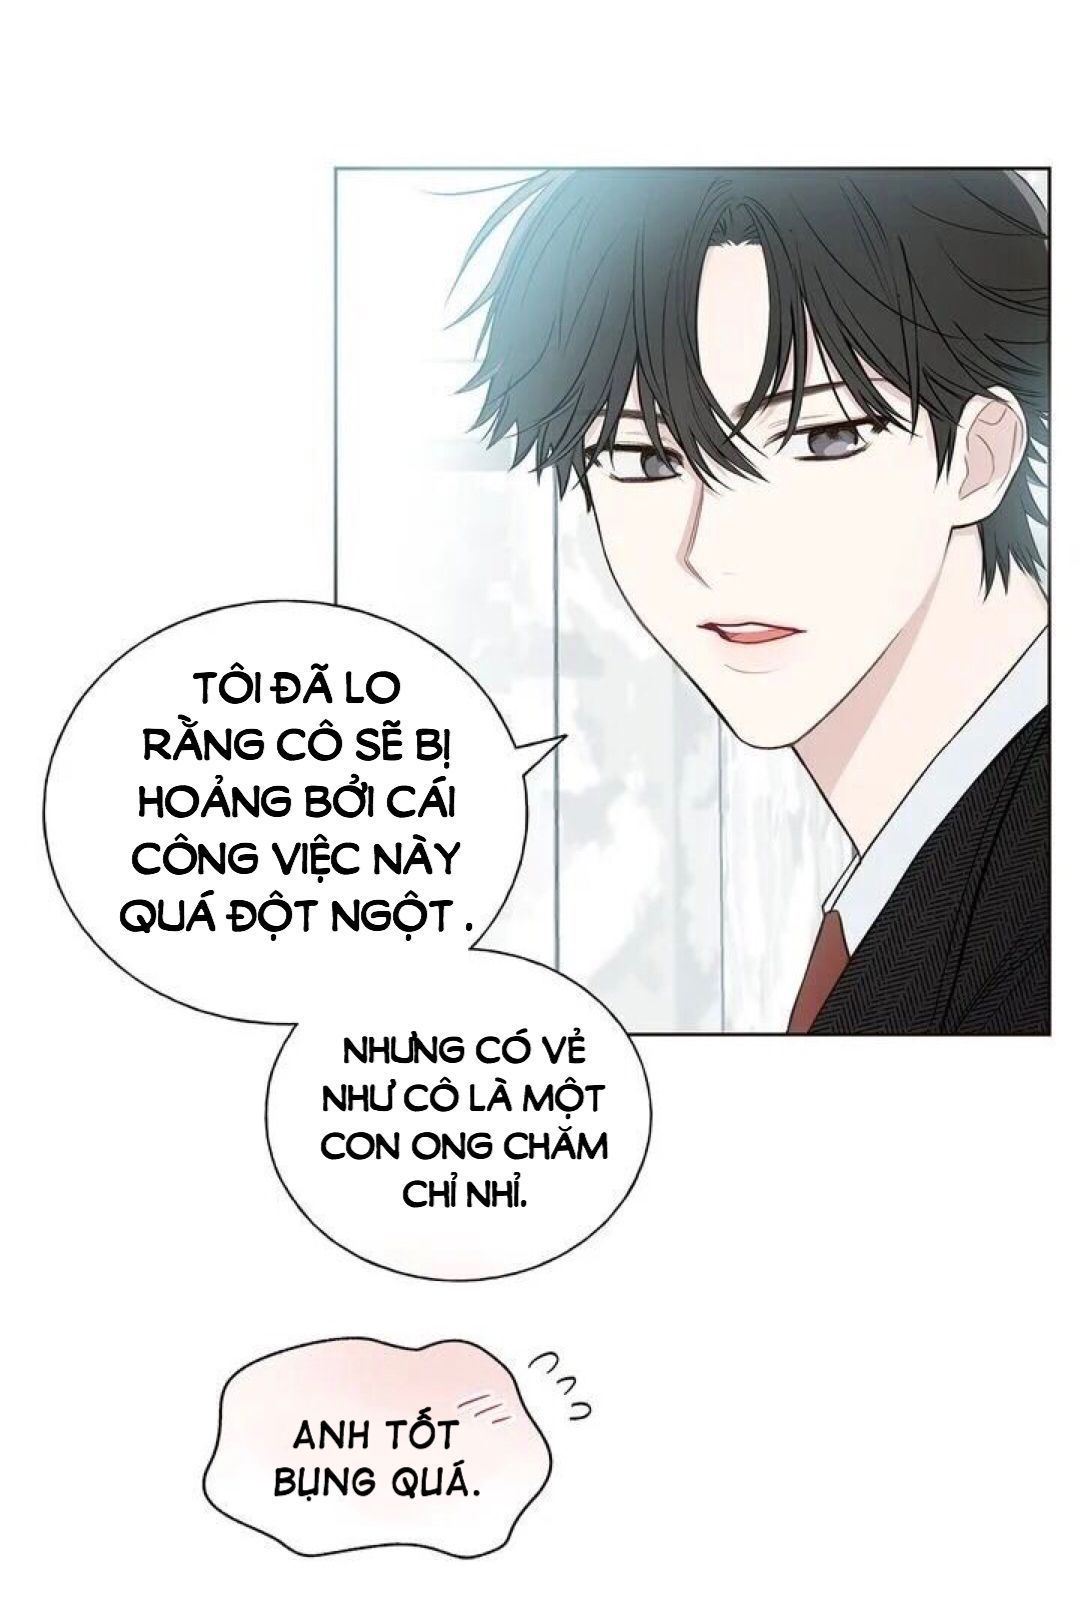 TÔI ĐÃ LO
RẰNG CÔ SẼ BỊ
HOẢNG BỞI CÁI
CÔNG VIỆC NÀY
QUÁ ĐỘT NGỘT .
NHƯNG CÓ VẺ
NHƯ CÔ LÀ MỘT
CON ONG CHĂM
CHỈ NHỈ.
ANH TỐT
BỤNG QUÁ.